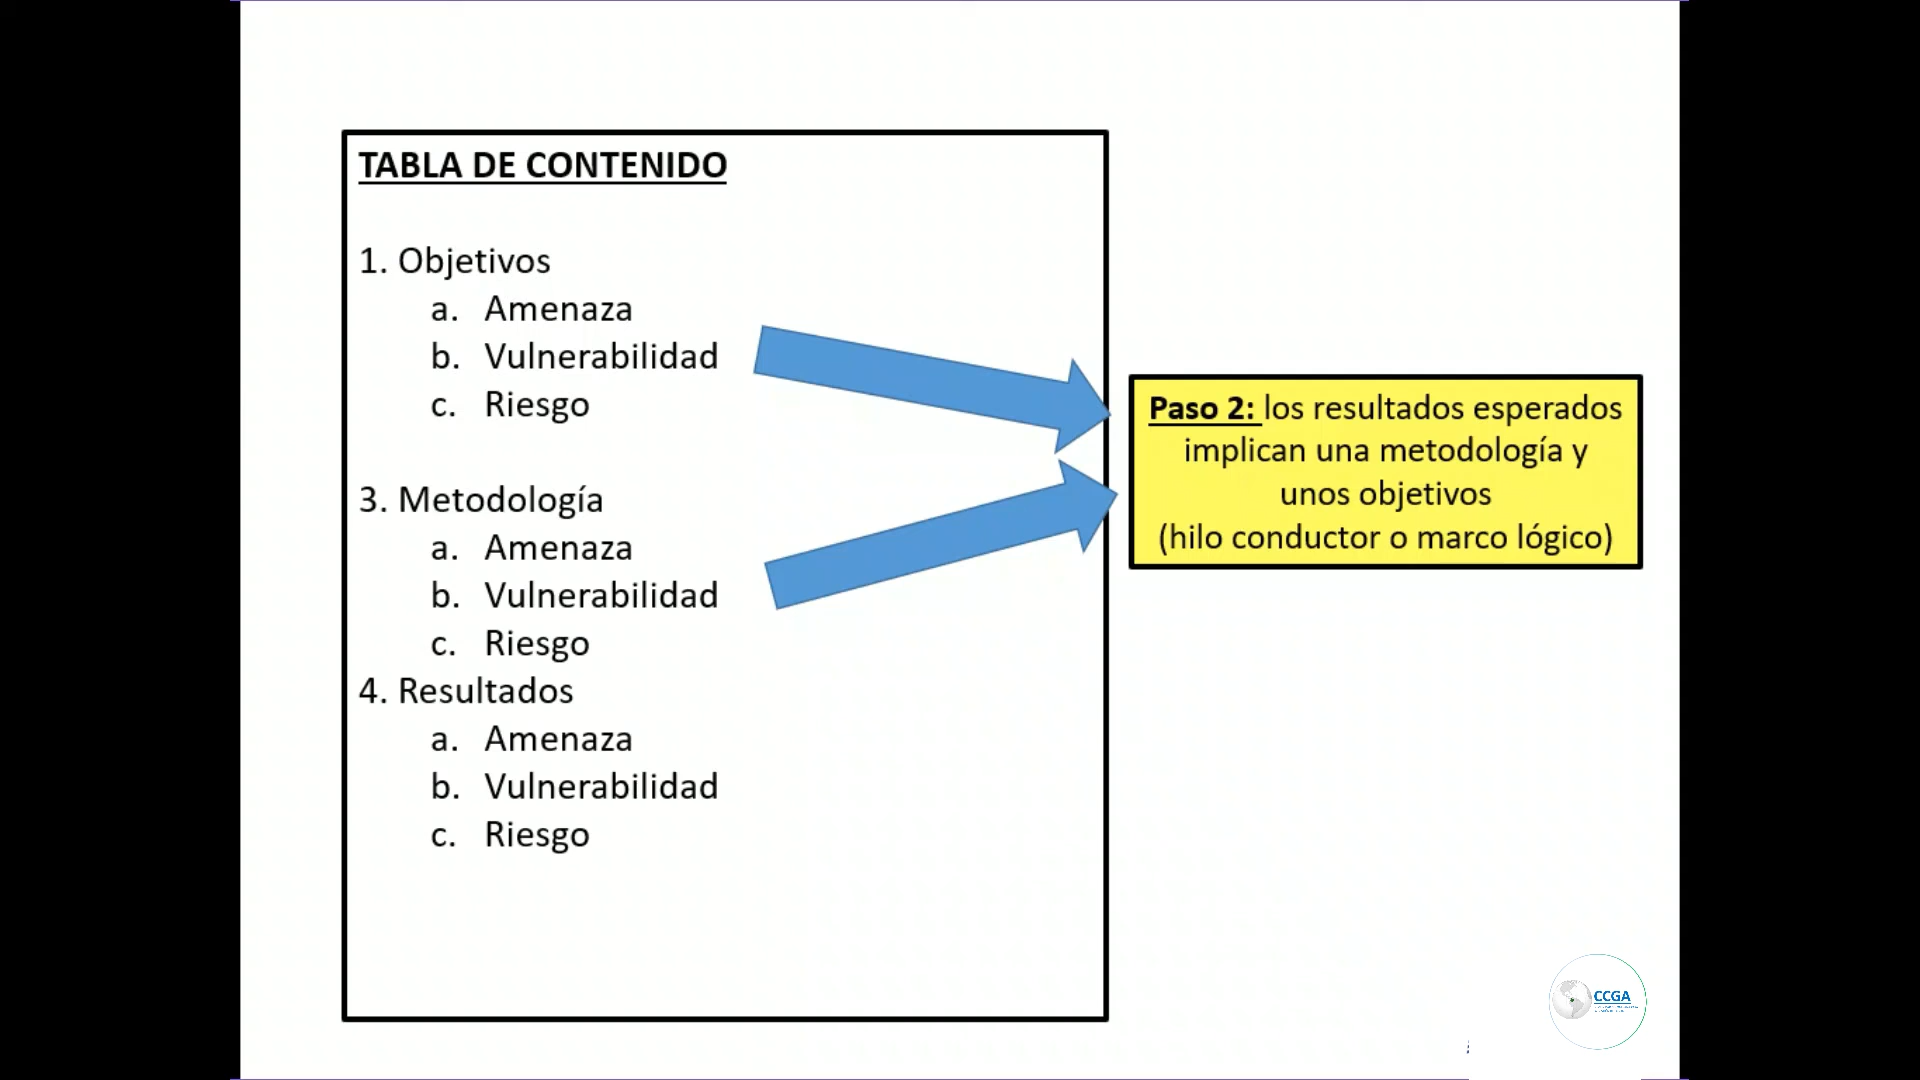 TABLA DE CONTENIDO
1. Objetivos
a. Amenaza
b. Vulnerabilidad
c. Riesgo
3. Metodología
a. Amenaza
b. Vulnerabilidad
c. Riesgo
4. Resultados
a. Amenaza
b. Vulnerabilidad
c. Riesgo
Paso 2: los resultados esperados
implican una metodología y
unos objetivos
(hilo conductor o marco lógico)
CCGA